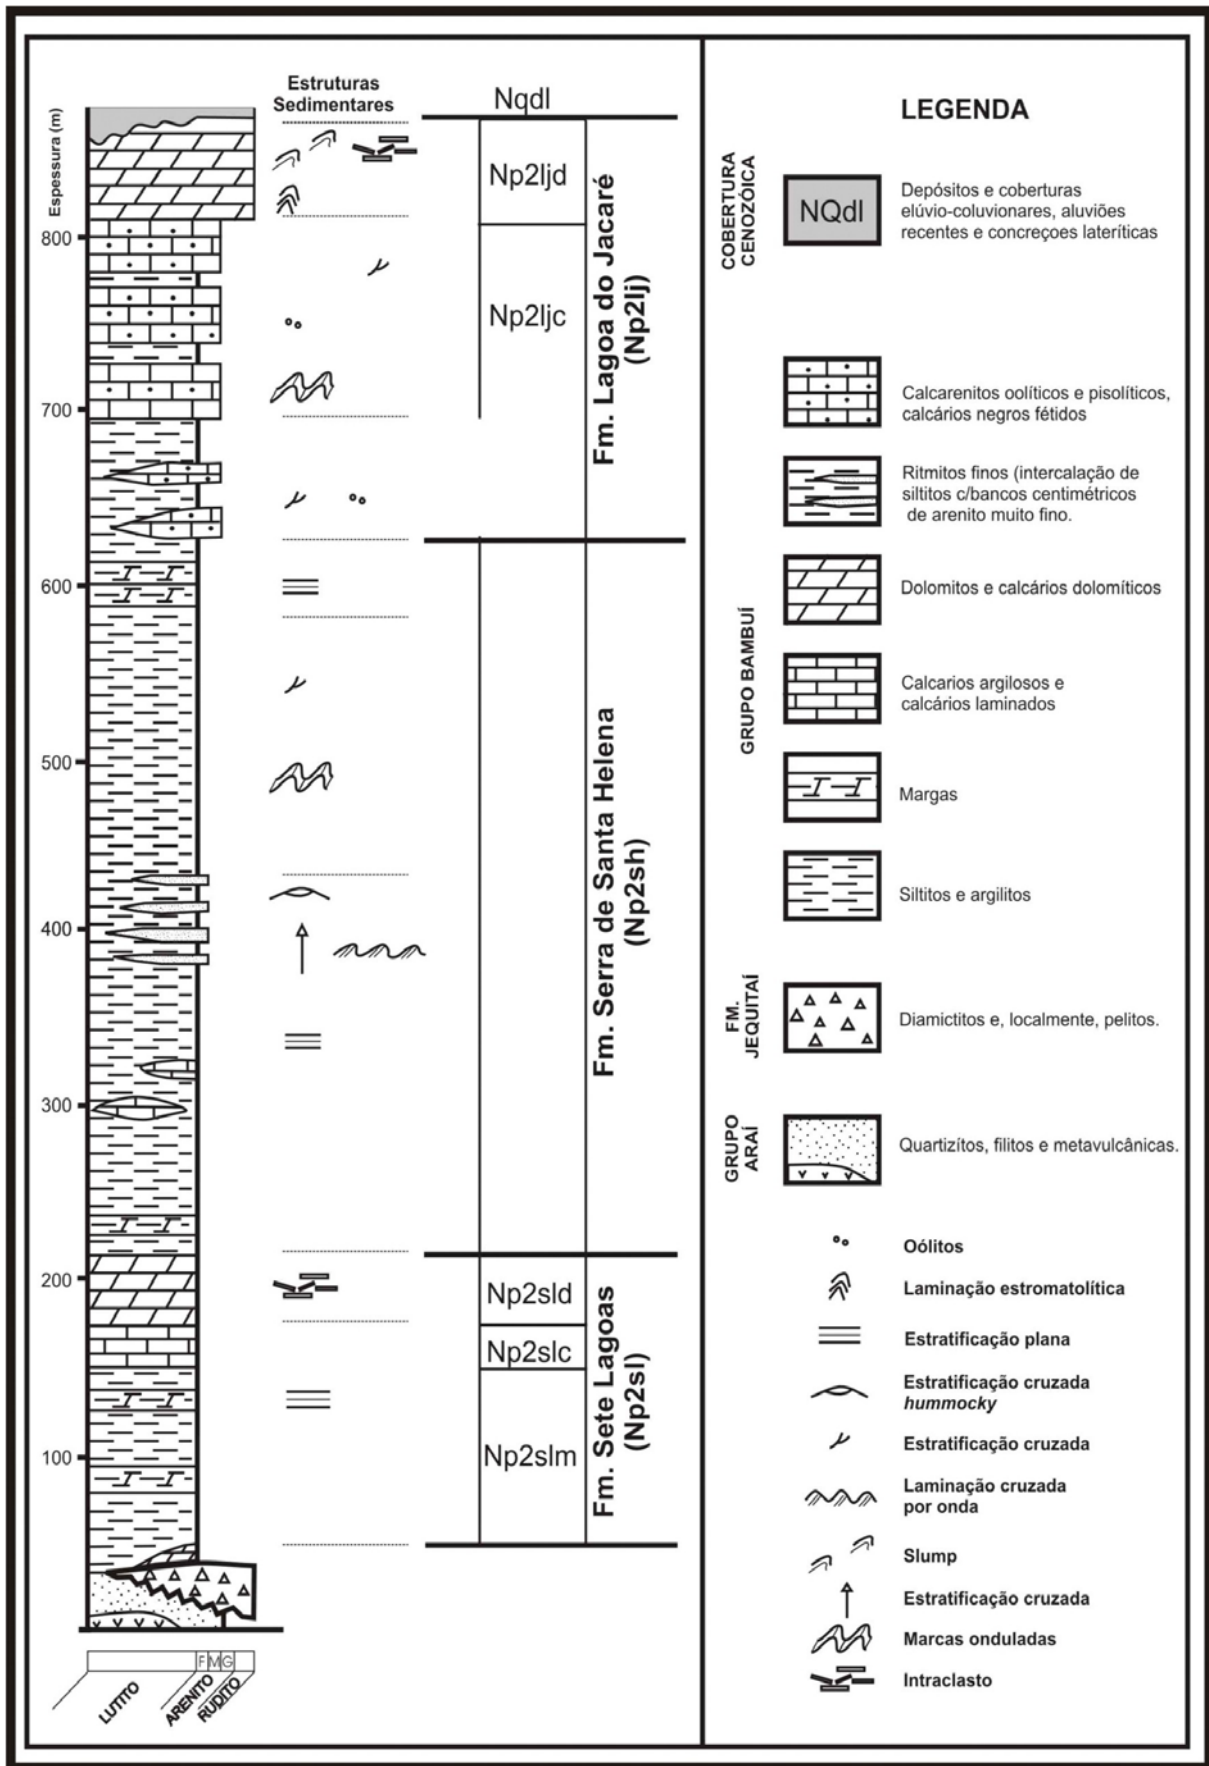 Espessura (m)
800
700
600
500
400
300
200
100
LUTITO
F
M
G
ARENITO
RUDITO
Estruturas
Sedimentares
Nqdl
Np2ljd
Np2ljc
Fm. Lagoa do Jacaré
(Np2lj)
Fm. Serra de Santa Helena
(Np2sh)
Np2sld
Np2slc
Np2slm
Fm. Sete Lagoas
(Np2sl)
LEGENDA
COBERTURA
CENOZÓICA
NQdl
Depósitos e coberturas
elúvio-coluvionares, aluviões
recentes e concreçoes lateríticas
GRUPO BAMBUÍ
Calcarenitos oolíticos e pisolíticos,
calcários negros fétidos
Ritmitos finos (intercalação de
siltitos c/bancos centimétricos
de arenito muito fino.
Dolomitos e calcários dolomíticos
Calcarios argilosos e
calcários laminados
Margas
Siltitos e argilitos
FM.
JEQUITAÍ
Diamictitos e, localmente, pelitos.
GRUPO
ARAÍ
Quartizítos, filitos e metavulcânicas.
Oólitos
Laminação estromatolítica
Estratificação plana
Estratificação cruzada
hummocky
Estratificação cruzada
Laminação cruzada
por onda
Slump
Estratificação cruzada
Marcas onduladas
Intraclasto